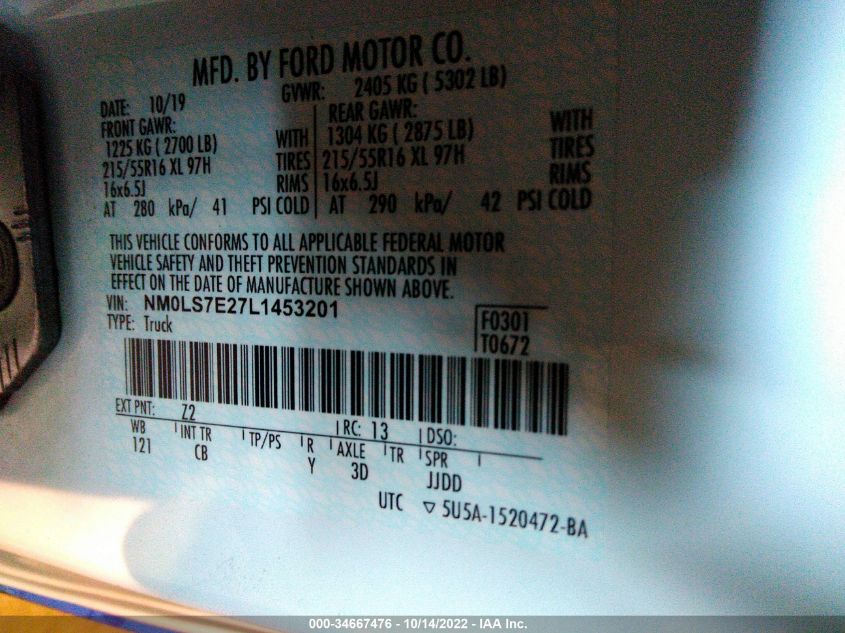 MFD. BY FORD MOTOR CO.
DATE: 10/19 GVWR: 2405 KG ( 5302 LB)
FRONT GAWR: REAR GAWR:
1225 KG ( 2700 LB) WITH 1304 KG ( 2875 LB) WITH
215/55R16 XL 97H TIRES 215/55R16 XL 97H TIRES
16x6.5J RIMS 16x6.5J RIMS
AT 280 kPa/ 41 PSI COLD AT 290 kPa/ 42 PSI COLD
THIS VEHICLE CONFORMS TO ALL APPLICABLE FEDERAL MOTOR
VEHICLE SAFETY AND THEFT PREVENTION STANDARDS IN
EFFECT ON THE DATE OF MANUFACTURE SHOWN ABOVE.
VIN: NM0LS7E27L1453201
TYPE: Truck
F0301
T0672
EXT PNT: Z2 RC: 13 DSO:
WB INT TR TP/PS R AXLE TR SPR
121 CB Y 3D JJDD
UTC ▽ 5U5A-1520472-BA
000-34667476 - 10/14/2022 - IAA Inc.